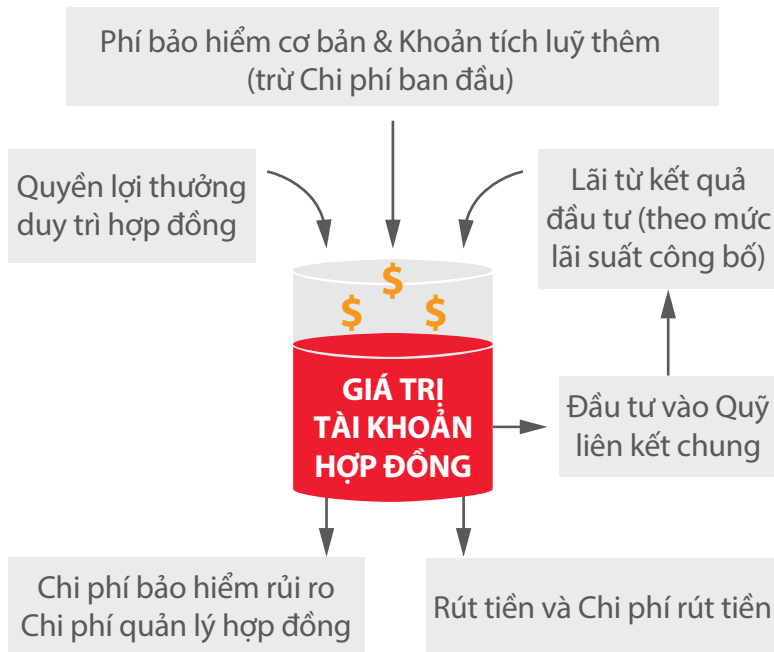 Phí bảo hiểm cơ bản & Khoản tích luỹ thêm
(trừ Chi phí ban đầu)
Quyền lợi thưởng
duy trì hợp đồng
Lãi từ kết quả
đầu tư (theo mức
lãi suất công bố)
$
$ $
GIÁ TRỊ
TÀI KHOẢN
HỢP ĐỒNG
Đầu tư vào Quỹ
liên kết chung
Chi phí bảo hiểm rủi ro
Chi phí quản lý hợp đồng
Rút tiền và Chi phí rút tiền